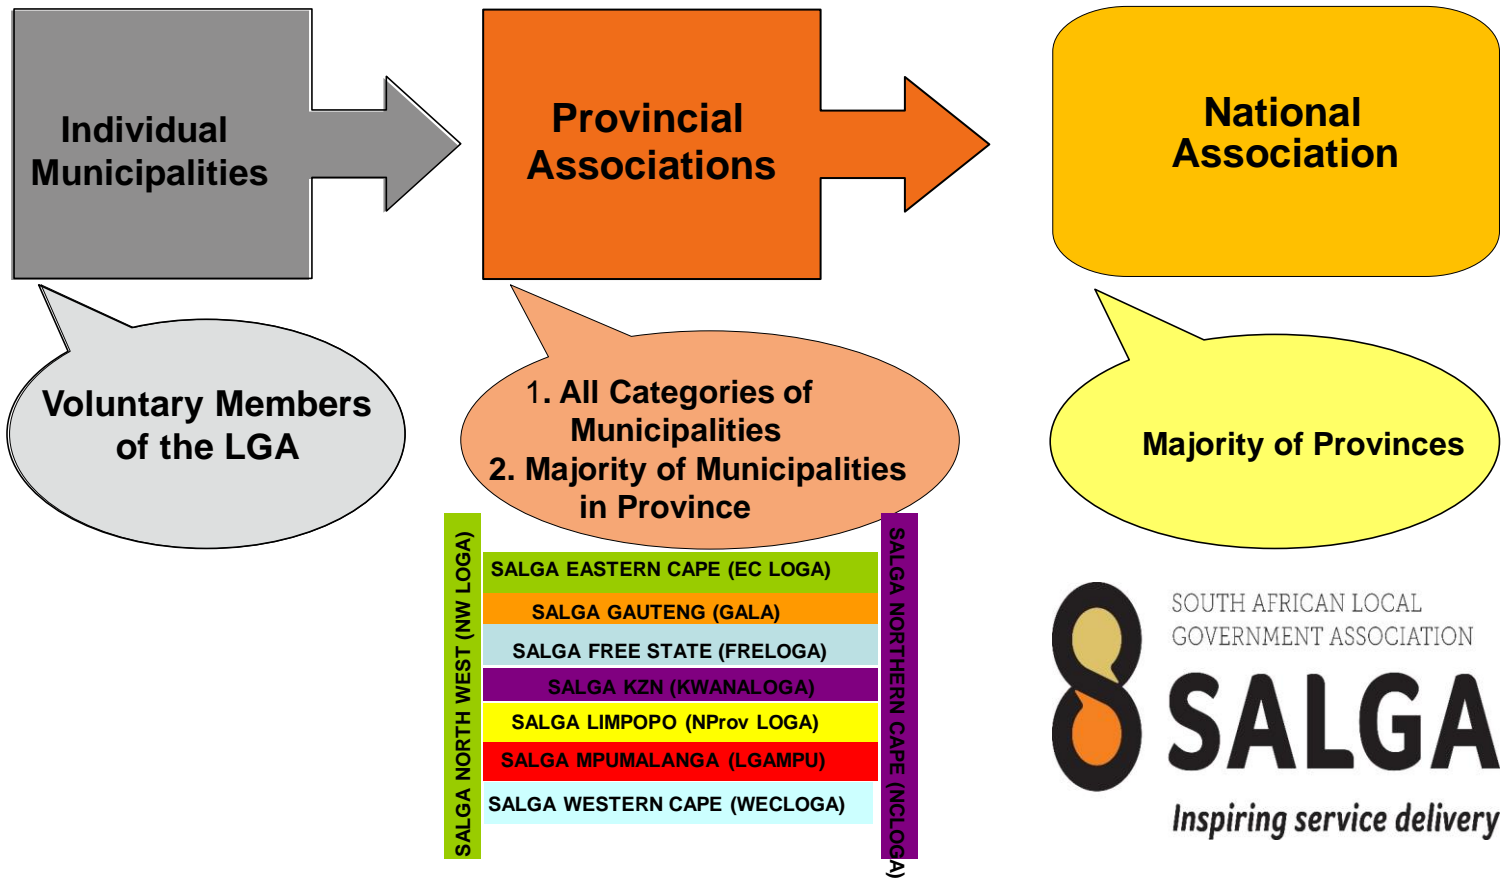 Individual
Municipalities
Provincial
Associations
National
Association
Voluntary Members
of the LGA
1. All Categories of
Municipalities
2. Majority of Municipalities
in Province
Majority of Provinces
SALGA NORTH WEST (NW LOGA)
SALGA EASTERN CAPE (EC LOGA)
SALGA GAUTENG (GALA)
SALGA FREE STATE (FRELOGA)
SALGA KZN (KWANALOGA)
SALGA LIMPOPO (NProv LOGA)
SALGA MPUMALANGA (LGAMPU)
SALGA WESTERN CAPE (WECLOGA)
SALGA NORTHERN CAPE (NCLOGA)
SOUTH AFRICAN LOCAL
GOVERNMENT ASSOCIATION
SALGA
Inspiring service delivery